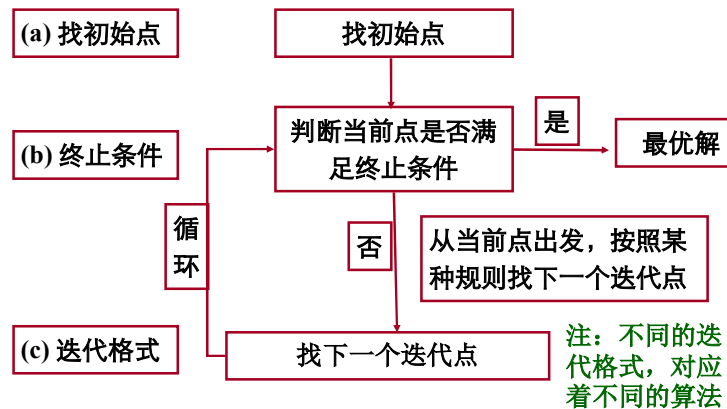 (a) 找初始点
找初始点
判断当前点是否满
足终止条件
是
最优解
(b) 终止条件
循
环
否
从当前点出发，按照某
种规则找下一个迭代点
(c) 迭代格式
找下一个迭代点
注：不同的迭
代格式，对应
着不同的算法